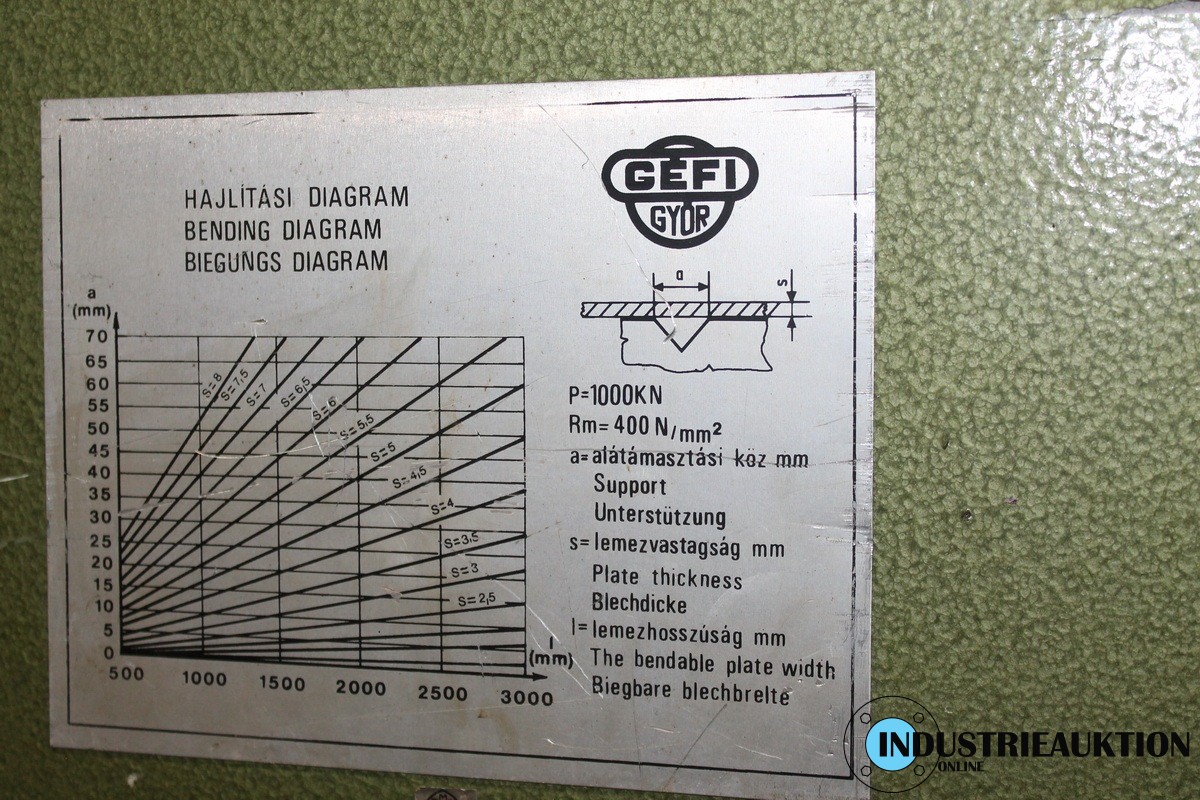 HAJLÍTÁSI DIAGRAM
BENDING DIAGRAM
BIEGUNGS DIAGRAM
GÉFI
GYŐR
a
s
a
(mm)
70
65
60
55
50
45
40
35
30
25
20
15
10
5
0
S=8
S=7,5
S=7
S=6,5
S=6
S=5,5
S=5
S=4,5
S=4
S=3,5
S=3
S=2,5
l
(mm)
500 1000 1500 2000 2500 3000
P=1000KN
Rm=400 N/mm²
a=alátámasztási köz mm
Support
Unterstützung
s=lemezvastagság mm
Plate thickness
Blechdicke
l=lemezhosszúság mm
The bendable plate width
Biegbare blechbrelte
INDUSTRIEAUKTION
ONLINE